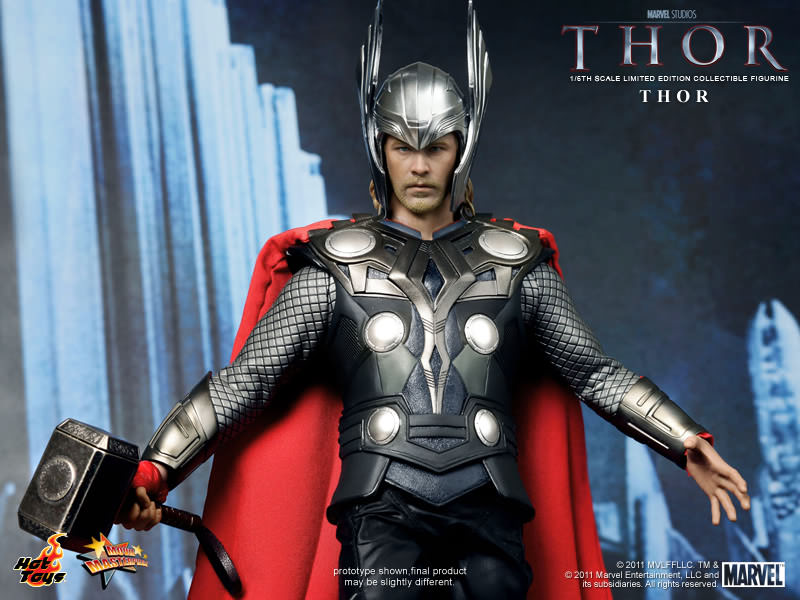 MARVEL STUDIOS
THOR
1/6TH SCALE LIMITED EDITION COLLECTIBLE FIGURINE
THOR
Hot Toys
Movie Masterpiece
prototype shown,final product
may be slightly different.
© 2011 MVLFFLLC. TM &
© 2011 Marvel Entertainment, LLC and
its subsidiaries. All rights reserved.
MARVEL